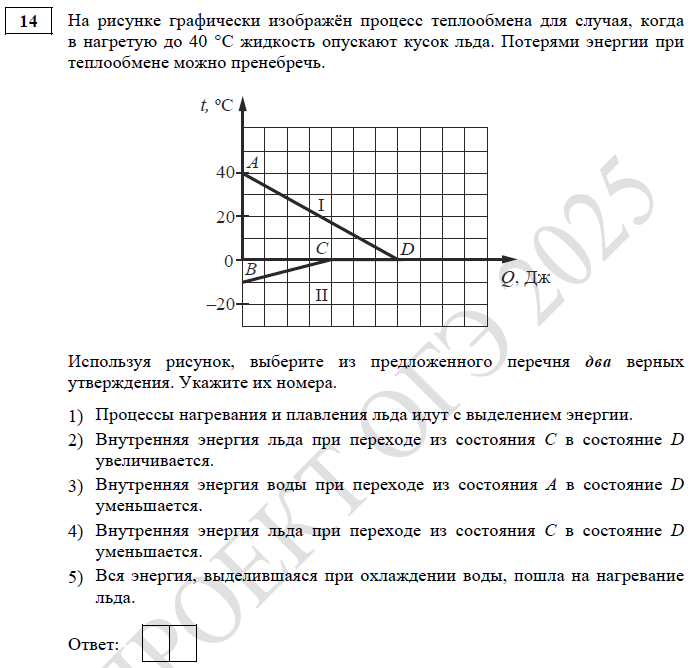 14
На рисунке графически изображён процесс теплообмена для случая, когда
в нагретую до 40 °С жидкость опускают кусок льда. Потерями энергии при
теплообмене можно пренебречь.
t, °С
A
40
I
20
C
D
0
B
Q, Дж
II
–20
Используя рисунок, выберите из предложенного перечня два верных
утверждения. Укажите их номера.
1) Процессы нагревания и плавления льда идут с выделением энергии.
2) Внутренняя энергия льда при переходе из состояния C в состояние D
увеличивается.
3) Внутренняя энергия воды при переходе из состояния A в состояние D
уменьшается.
4) Внутренняя энергия льда при переходе из состояния C в состояние D
уменьшается.
5) Вся энергия, выделившаяся при охлаждении воды, пошла на нагревание
льда.
Ответ:
ПРОЕКТ ОГЭ 2025